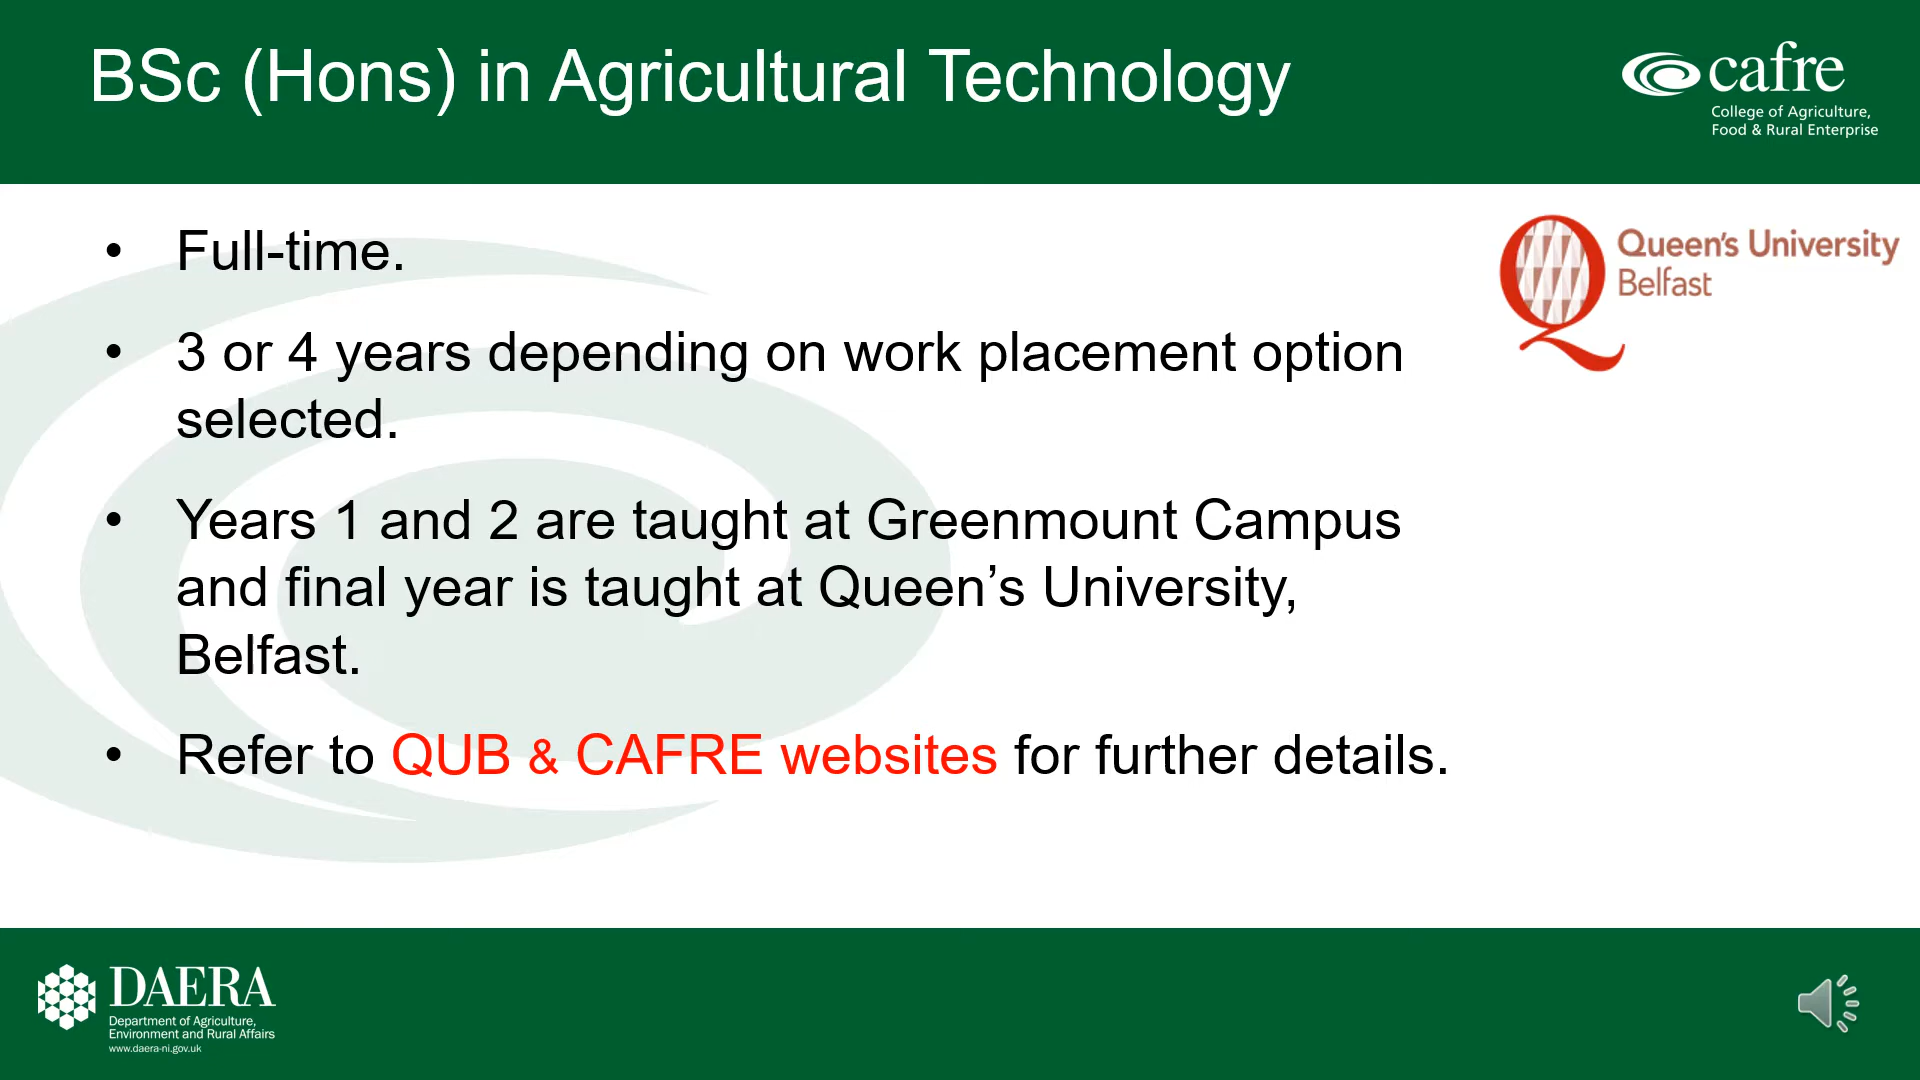 BSc (Hons) in Agricultural Technology
cafre
College of Agriculture,
Food & Rural Enterprise
Queen's University
Belfast
• Full-time.
• 3 or 4 years depending on work placement option
selected.
• Years 1 and 2 are taught at Greenmount Campus
and final year is taught at Queen’s University,
Belfast.
• Refer to QUB & CAFRE websites for further details.
DAERA
Department of Agriculture,
Environment and Rural Affairs
www.daera-ni.gov.uk